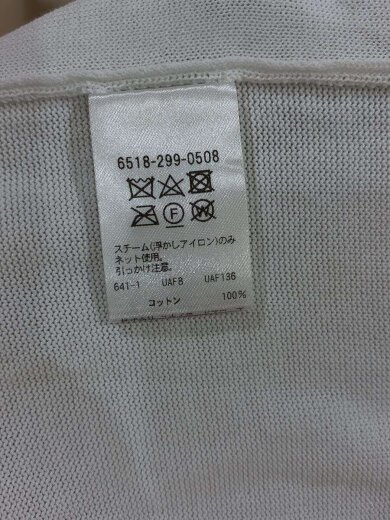 6518-299-0508
F W
スチーム(浮かしアイロン)のみ
ネット使用。
引っかけ注意。
641-1 UAF8 UAF136
コットン 100%